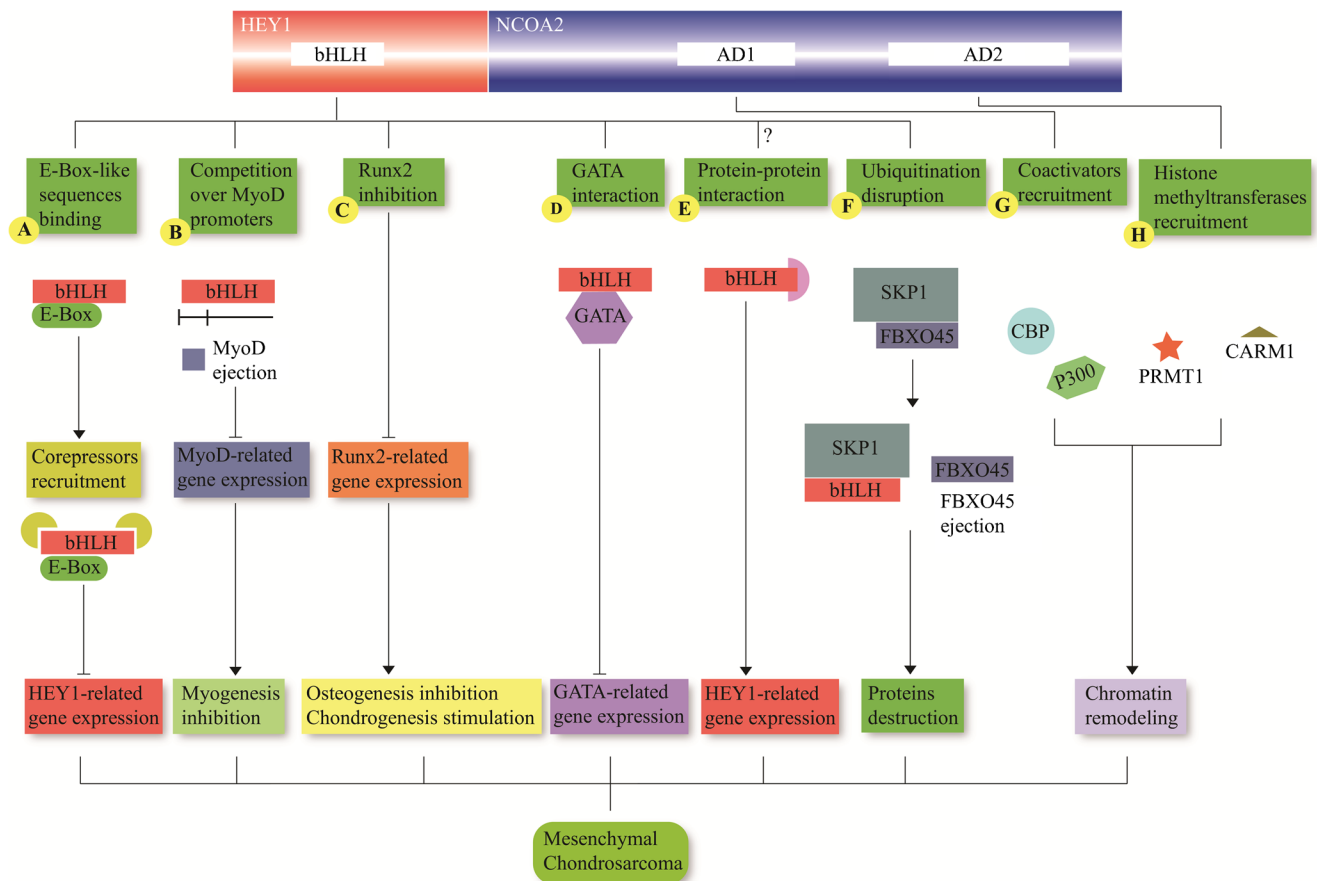 HEY1
NCOA2
bHLH
AD1
AD2
?
E-Box-like
sequences
binding
A
Competition
over MyoD
promoters
B
Runx2
inhibition
C
GATA
interaction
D
Protein-protein
interaction
E
Ubiquitination
disruption
F
Coactivators
recruitment
G
Histone
methyltransferases
recruitment
H
bHLH
E-Box
bHLH
MyoD
ejection
bHLH
GATA
bHLH
SKP1
FBXO45
CBP
P300
PRMT1
CARM1
Corepressors
recruitment
MyoD-related
gene expression
Runx2-related
gene expression
SKP1
bHLH
FBXO45
FBXO45
ejection
bHLH
E-Box
HEY1-related
gene expression
Myogenesis
inhibition
Osteogenesis inhibition
Chondrogenesis stimulation
GATA-related
gene expression
HEY1-related
gene expression
Proteins
destruction
Chromatin
remodeling
Mesenchymal
Chondrosarcoma